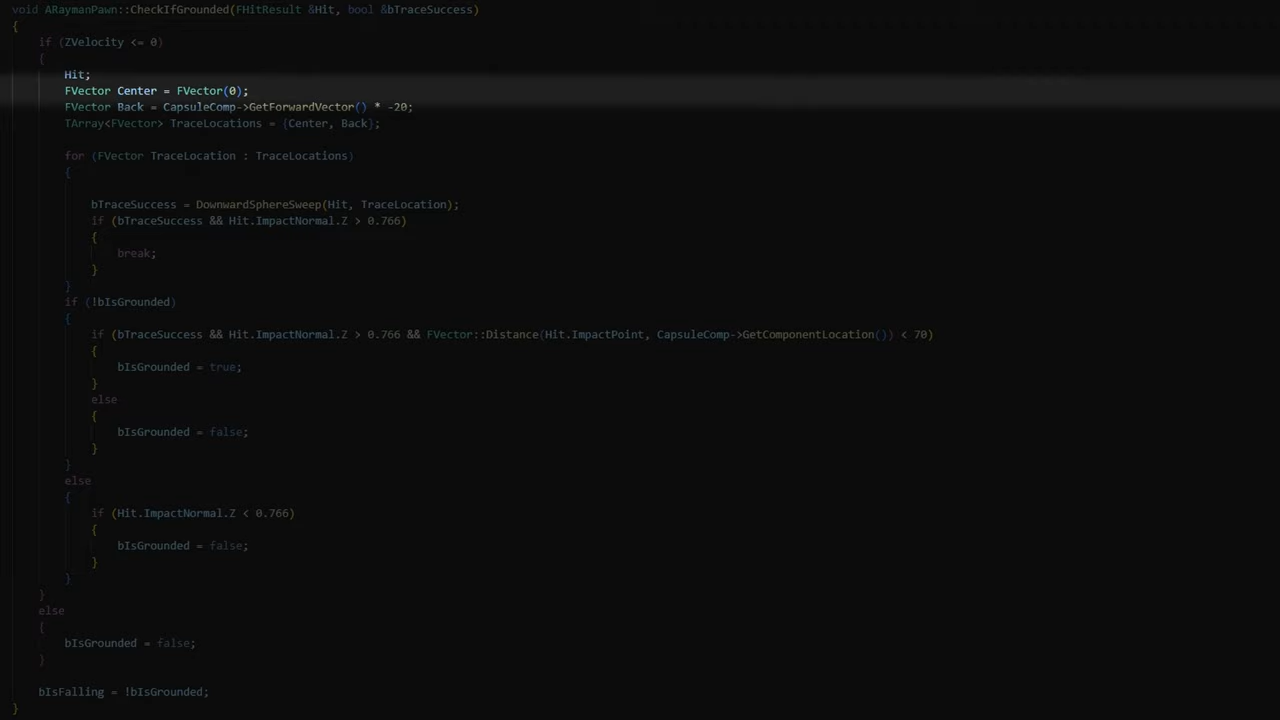 void ARaymanPawn::CheckIfGrounded(FHitResult &Hit, bool &bTraceSuccess)
{
    if (ZVelocity <= 0)
    {
        Hit;
        FVector Center = FVector(0);
        FVector Back = CapsuleComp->GetForwardVector() * -20;
        TArray<FVector> TraceLocations = {Center, Back};
        for (FVector TraceLocation : TraceLocations)
        {
            bTraceSuccess = DownwardSphereSweep(Hit, TraceLocation);
            if (bTraceSuccess && Hit.ImpactNormal.Z > 0.766)
            {
                break;
            }
        }
        if (!bIsGrounded)
        {
            if (bTraceSuccess && Hit.ImpactNormal.Z > 0.766 && FVector::Distance(Hit.ImpactPoint, CapsuleComp->GetComponentLocation()) < 70)
            {
                bIsGrounded = true;
            }
            else
            {
                bIsGrounded = false;
            }
        }
        else
        {
            if (Hit.ImpactNormal.Z < 0.766)
            {
                bIsGrounded = false;
            }
        }
    }
    else
    {
        bIsGrounded = false;
    }
    bIsFalling = !bIsGrounded;
}